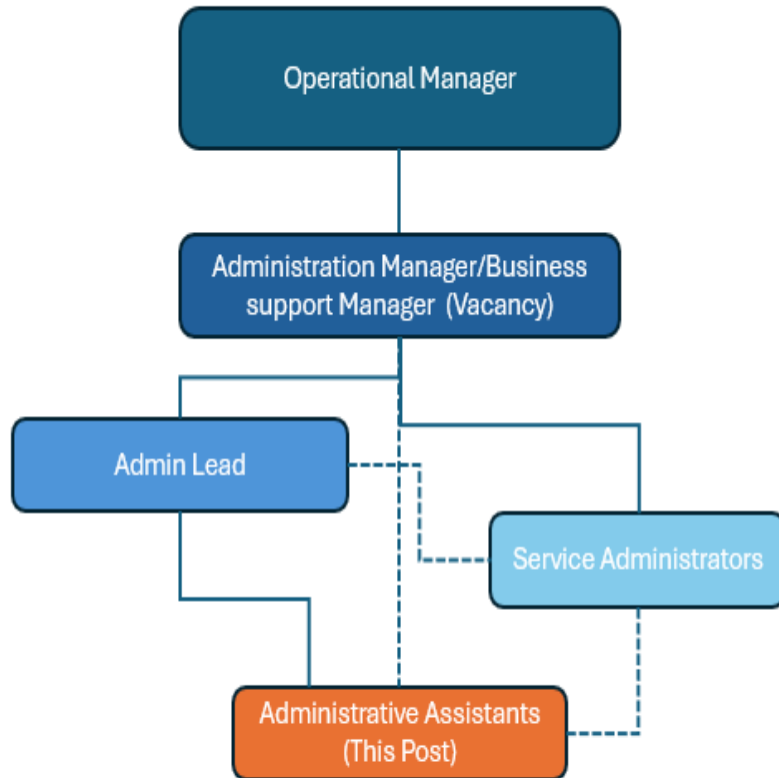 Operational Manager
Administration Manager/Business
support Manager (Vacancy)
Admin Lead
Service Administrators
Administrative Assistants
(This Post)